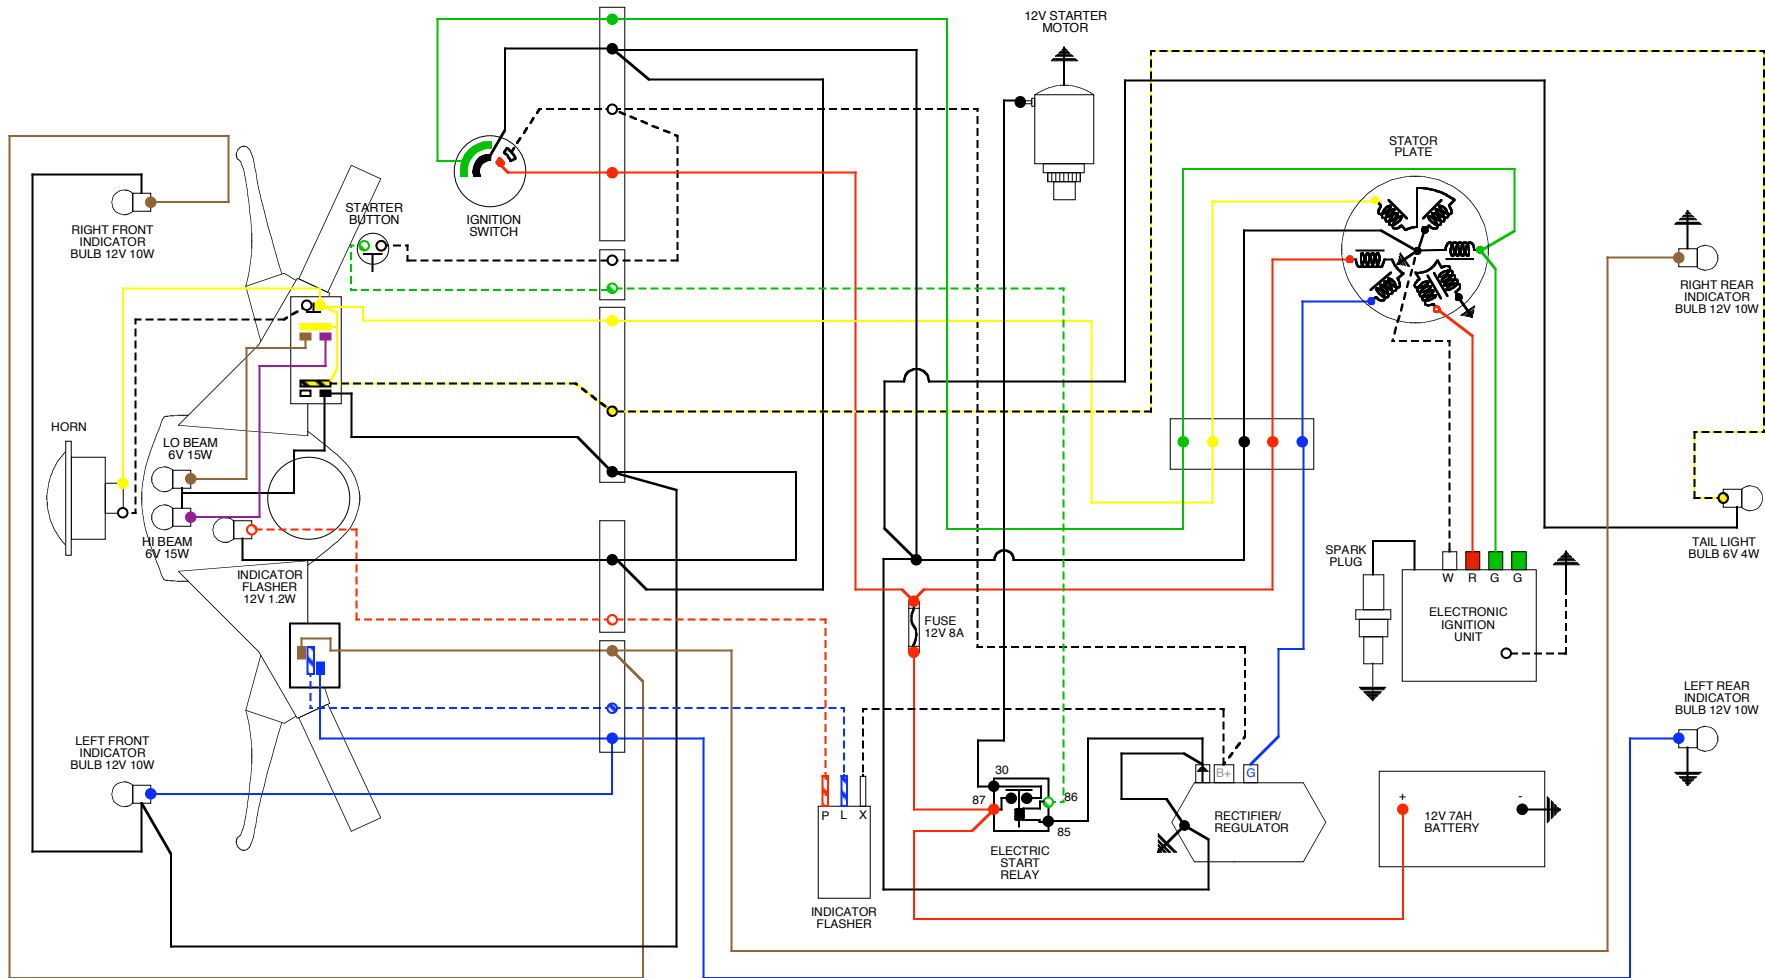 12V STARTER
MOTOR
STATOR
PLATE
STARTER
BUTTON
IGNITION
SWITCH
RIGHT FRONT
INDICATOR
BULB 12V 10W
RIGHT REAR
INDICATOR
BULB 12V 10W
HORN
LO BEAM
6V 15W
HI BEAM
6V 15W
INDICATOR
FLASHER
12V 1.2W
SPARK
PLUG
W R G G
ELECTRONIC
IGNITION
UNIT
TAIL LIGHT
BULB 6V 4W
FUSE
12V 8A
LEFT FRONT
INDICATOR
BULB 12V 10W
LEFT REAR
INDICATOR
BULB 12V 10W
P L X
INDICATOR
FLASHER
30
87
86
85
ELECTRIC
START
RELAY
B+ G
RECTIFIER/
REGULATOR
+ -
12V 7AH
BATTERY